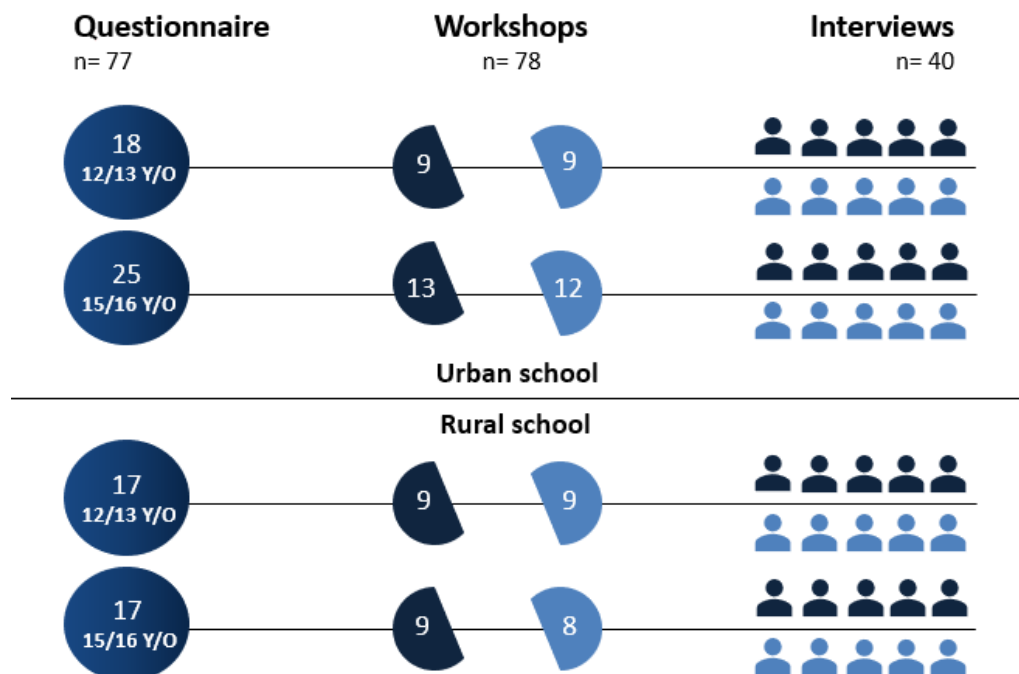 Questionnaire
n= 77
Workshops
n= 78
Interviews
n= 40
18
12/13 Y/O
9
9
25
15/16 Y/O
13
12
Urban school
Rural school
17
12/13 Y/O
9
9
17
15/16 Y/O
9
8